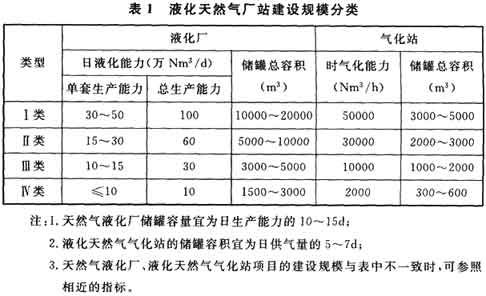 表 1 液化天然气厂站建设规模分类
类型 液化厂 气化站
日液化能力(万 Nm³/d) 储罐总容积(m³) 时气化能力(Nm³/h) 储罐总容积(m³)
单套生产能力 总生产能力
Ⅰ类 30～50 100 10000～20000 50000 3000～5000
Ⅱ类 15～30 60 5000～10000 30000 2000～3000
Ⅲ类 10～15 30 3000～5000 10000 1000～2000
Ⅳ类 ≤10 10 1500～3000 2000 300～600
注:1. 天然气液化厂储罐容量宜为日生产能力的 10～15d;
2. 液化天然气气化站的储罐容积宜为日供气量的 5～7d;
3. 天然气液化厂、液化天然气气化站项目的建设规模与表中不一致时,可参照
相近的指标。